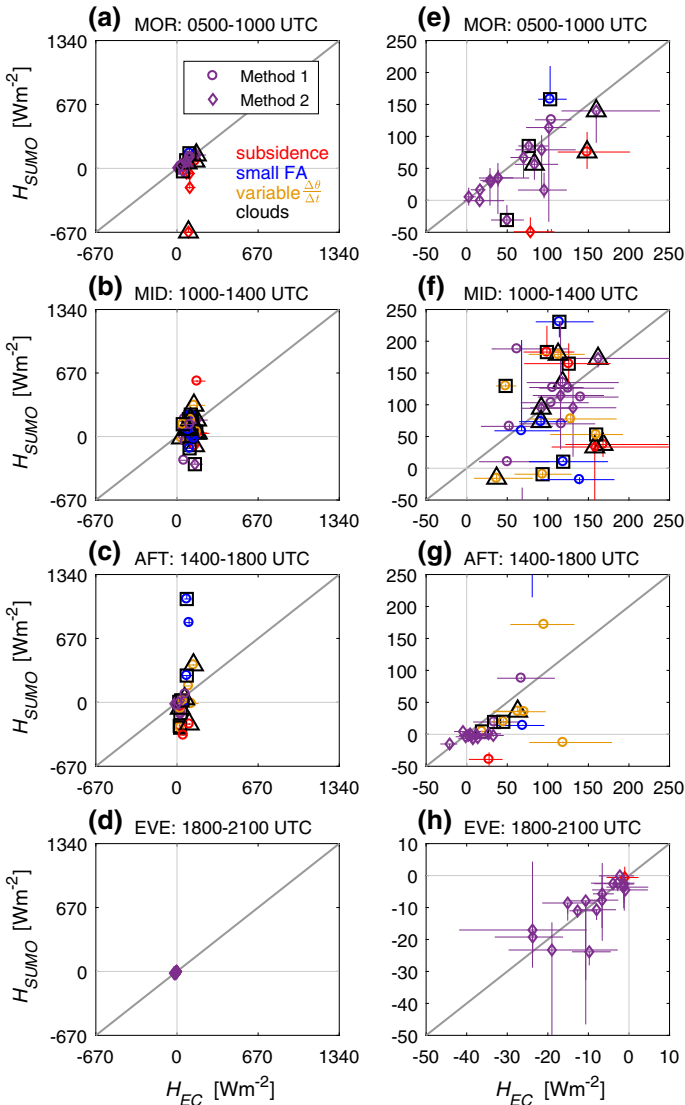 (a) MOR: 0500-1000 UTC
1340
670
0
-670
H_SUMO [Wm⁻²]
Method 1
Method 2
subsidence
small FA
variable Δθ/Δt
clouds
-670 0 670 1340
(e) MOR: 0500-1000 UTC
250
200
150
100
50
0
-50
-50 0 50 100 150 200 250
(b) MID: 1000-1400 UTC
1340
670
0
-670
H_SUMO [Wm⁻²]
-670 0 670 1340
(f) MID: 1000-1400 UTC
250
200
150
100
50
0
-50
-50 0 50 100 150 200 250
(c) AFT: 1400-1800 UTC
1340
670
0
-670
H_SUMO [Wm⁻²]
-670 0 670 1340
(g) AFT: 1400-1800 UTC
250
200
150
100
50
0
-50
-50 0 50 100 150 200 250
(d) EVE: 1800-2100 UTC
1340
670
0
-670
H_SUMO [Wm⁻²]
-670 0 670 1340
H_EC [Wm⁻²]
(h) EVE: 1800-2100 UTC
10
0
-10
-20
-30
-40
-50
-50 -40 -30 -20 -10 0 10
H_EC [Wm⁻²]